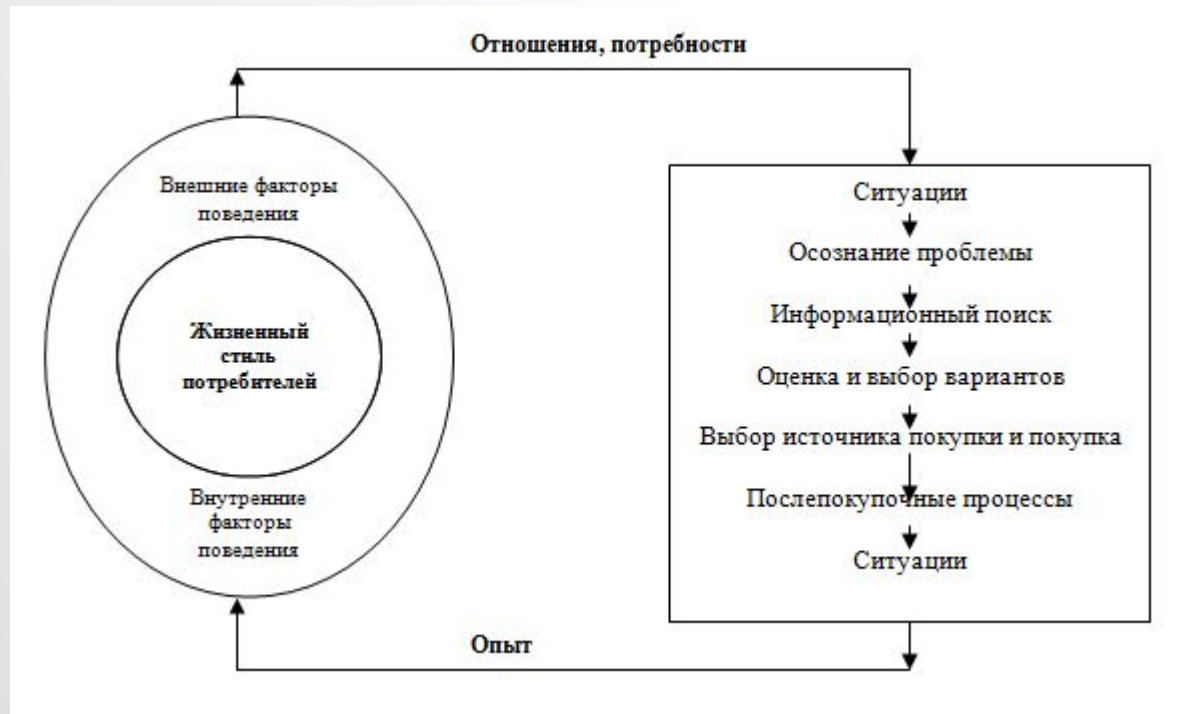 Отношения, потребности
Внешние факторы
поведения
Жизненный
стиль
потребителей
Внутренние
факторы
поведения
Ситуации
Осознание проблемы
Информационный поиск
Оценка и выбор вариантов
Выбор источника покупки и покупка
Послепокупочные процессы
Ситуации
Опыт